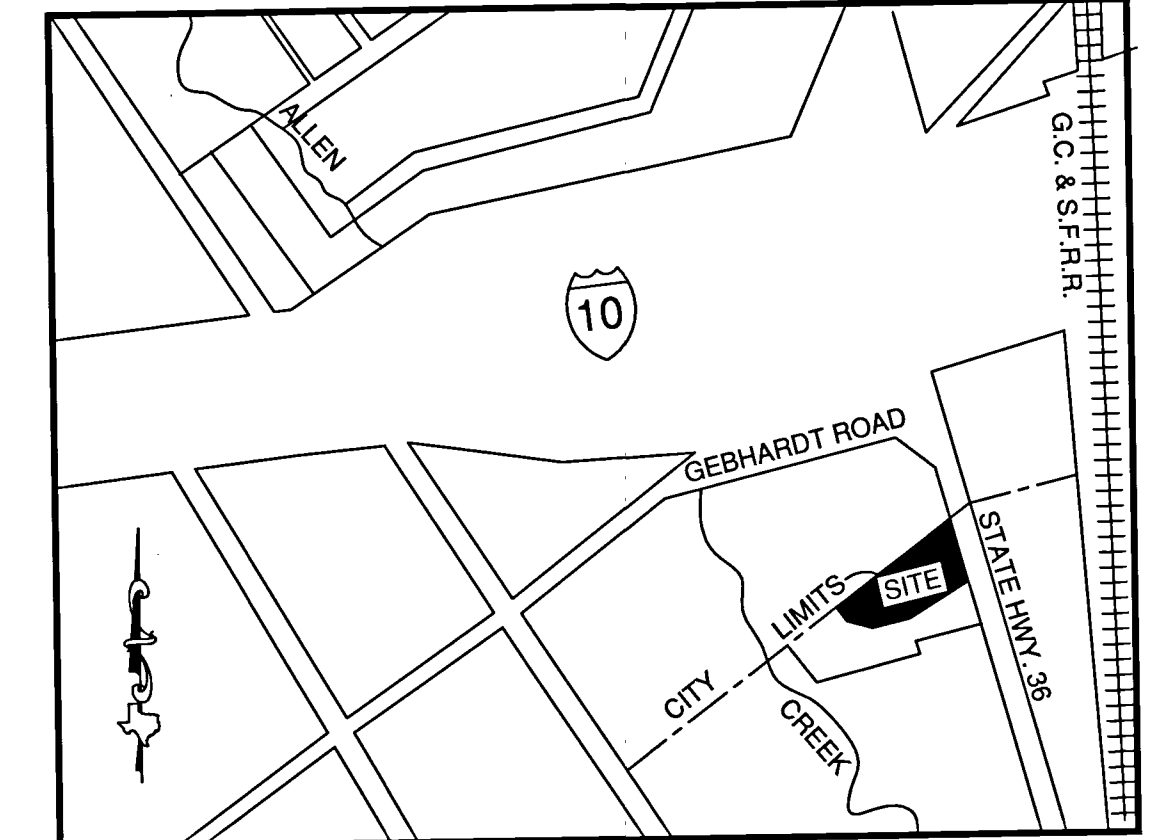 ALLEN
G.C. & S.F.R.R.
10
GEBHARDT ROAD
STATE HWY. 36
SITE
LIMITS
CITY
CREEK